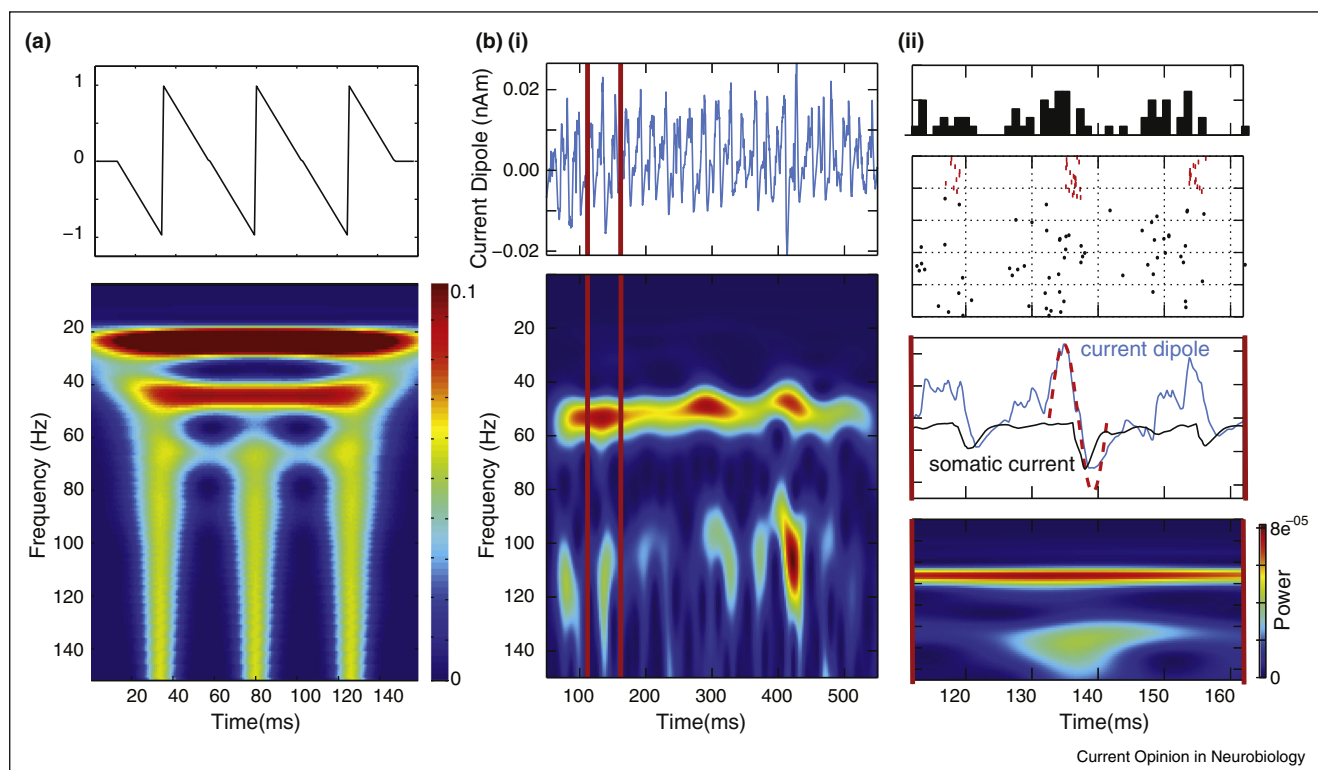 (a)
1
0
−1
0.1
0
20
40
60
80
100
120
140
Frequency (Hz)
20 40 60 80 100 120 140
Time(ms)
(b) (i)
Current Dipole (nAm)
0.02
0.00
−0.02
20
40
60
80
100
120
140
Frequency (Hz)
50 100 200 300 400 500
Time(ms)
(ii)
current dipole
somatic current
8e−05
Power
0
120 130 140 150 160
Time(ms)
Current Opinion in Neurobiology